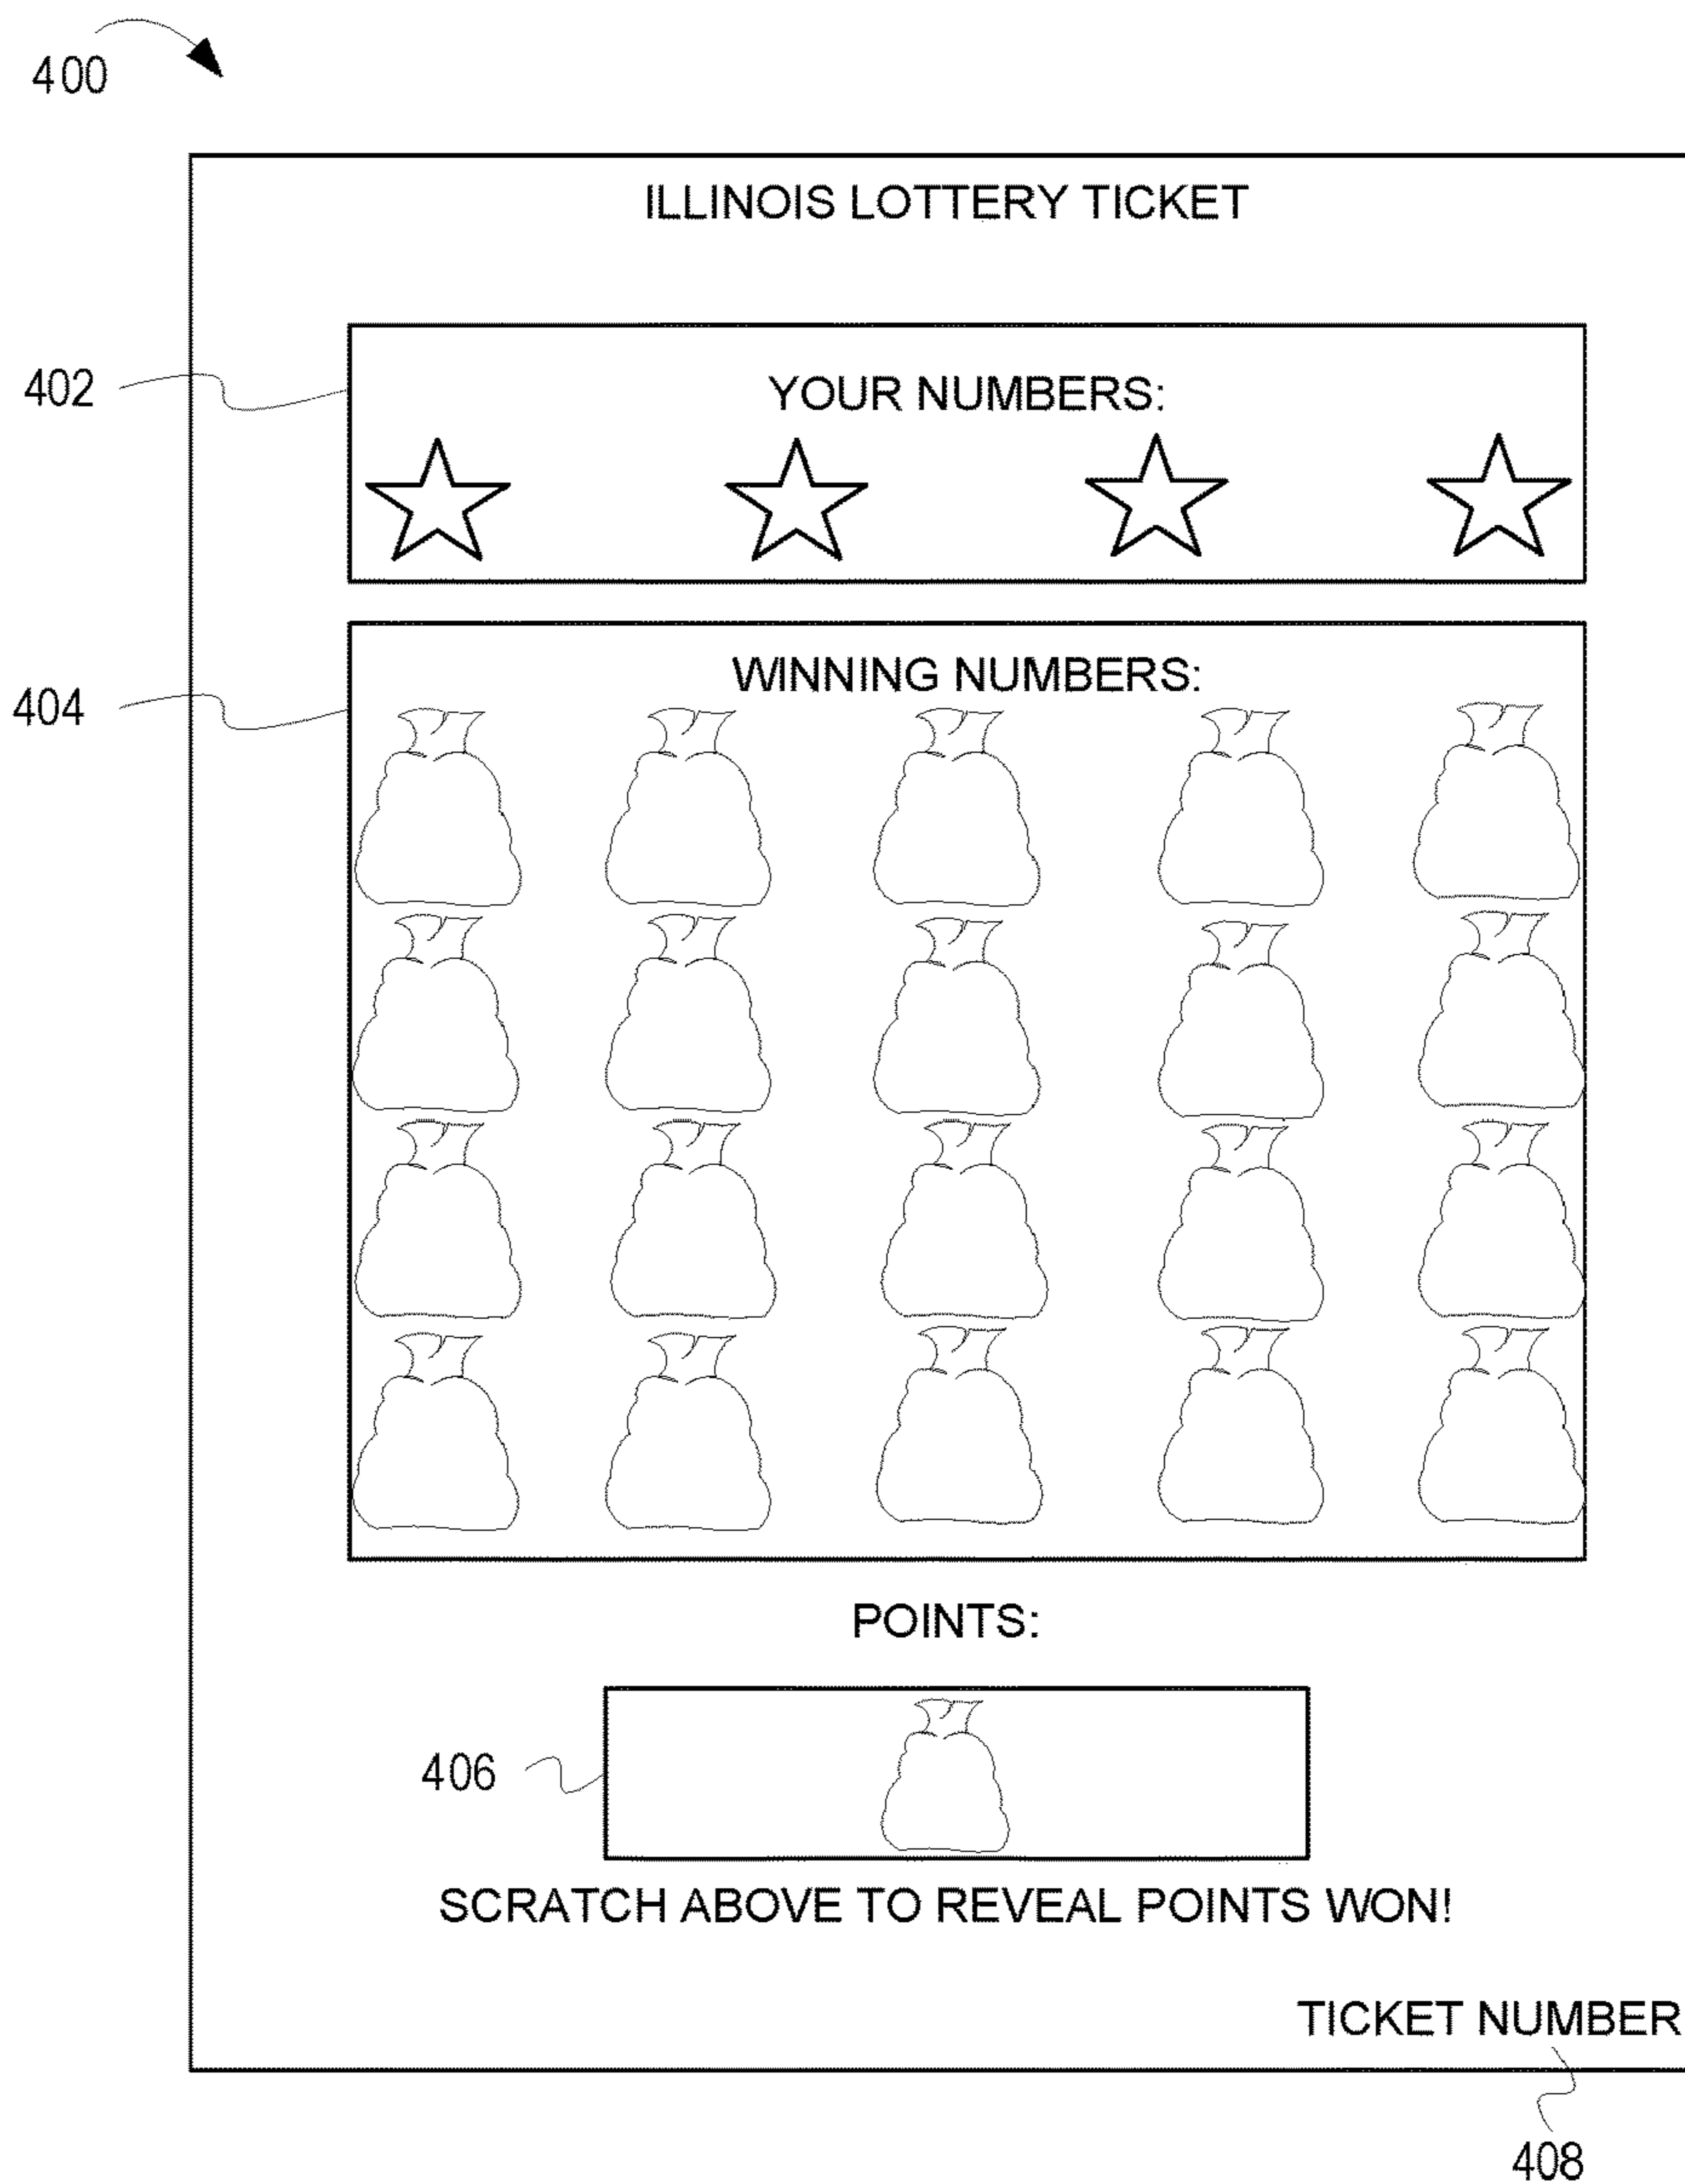 400
ILLINOIS LOTTERY TICKET
402
YOUR NUMBERS:
404
WINNING NUMBERS:
POINTS:
406
SCRATCH ABOVE TO REVEAL POINTS WON!
TICKET NUMBER
408